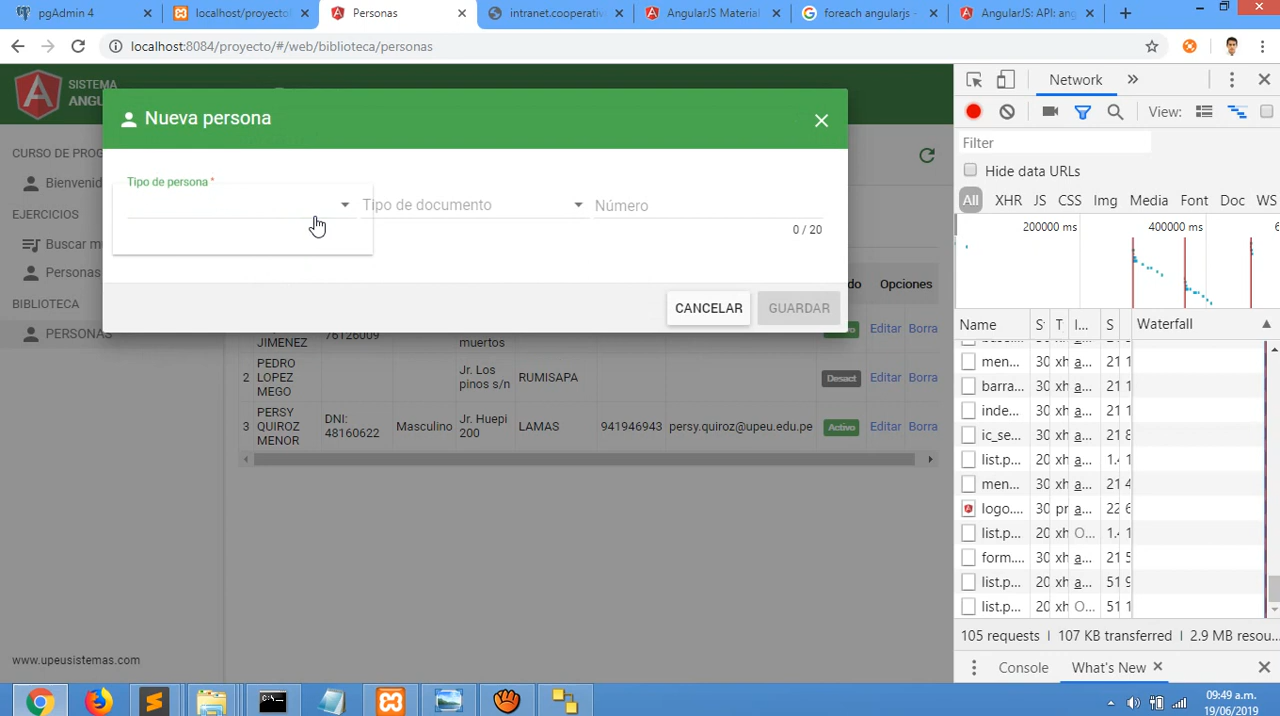 pgAdmin 4
localhost/proyectol
Personas
intranet.cooperativ
AngularJS Material
foreach angularjs -
AngularJS: API: ang
localhost:8084/proyecto/#/web/biblioteca/personas
SISTEMA
ANGU
CURSO DE PROG
Bienvenid
EJERCICIOS
Buscar mu
Personas
BIBLIOTECA
PERSONAS
www.upeusistemas.com
Nueva persona
Tipo de persona *
Tipo de documento
Número
0 / 20
CANCELAR
GUARDAR
do
Opciones
JIMENEZ
76126009
muertos
Activo
Editar
Borra
2
PEDRO
LOPEZ
MEGO
Jr. Los
pinos s/n
RUMISAPA
Desact
Editar
Borra
3
PERSY
QUIROZ
MENOR
DNI:
48160622
Masculino
Jr. Huepi
200
LAMAS
941946943
persy.quiroz@upeu.edu.pe
Activo
Editar
Borra
Network
View:
Filter
Hide data URLs
All XHR JS CSS Img Media Font Doc WS
200000 ms
400000 ms
Name
Waterfall
men...
barra...
inde...
ic_se...
list.p...
men...
logo....
list.p...
form....
list.p...
list.p...
105 requests
107 KB transferred
2.9 MB resou...
Console
What's New
09:49 a.m.
19/06/2019